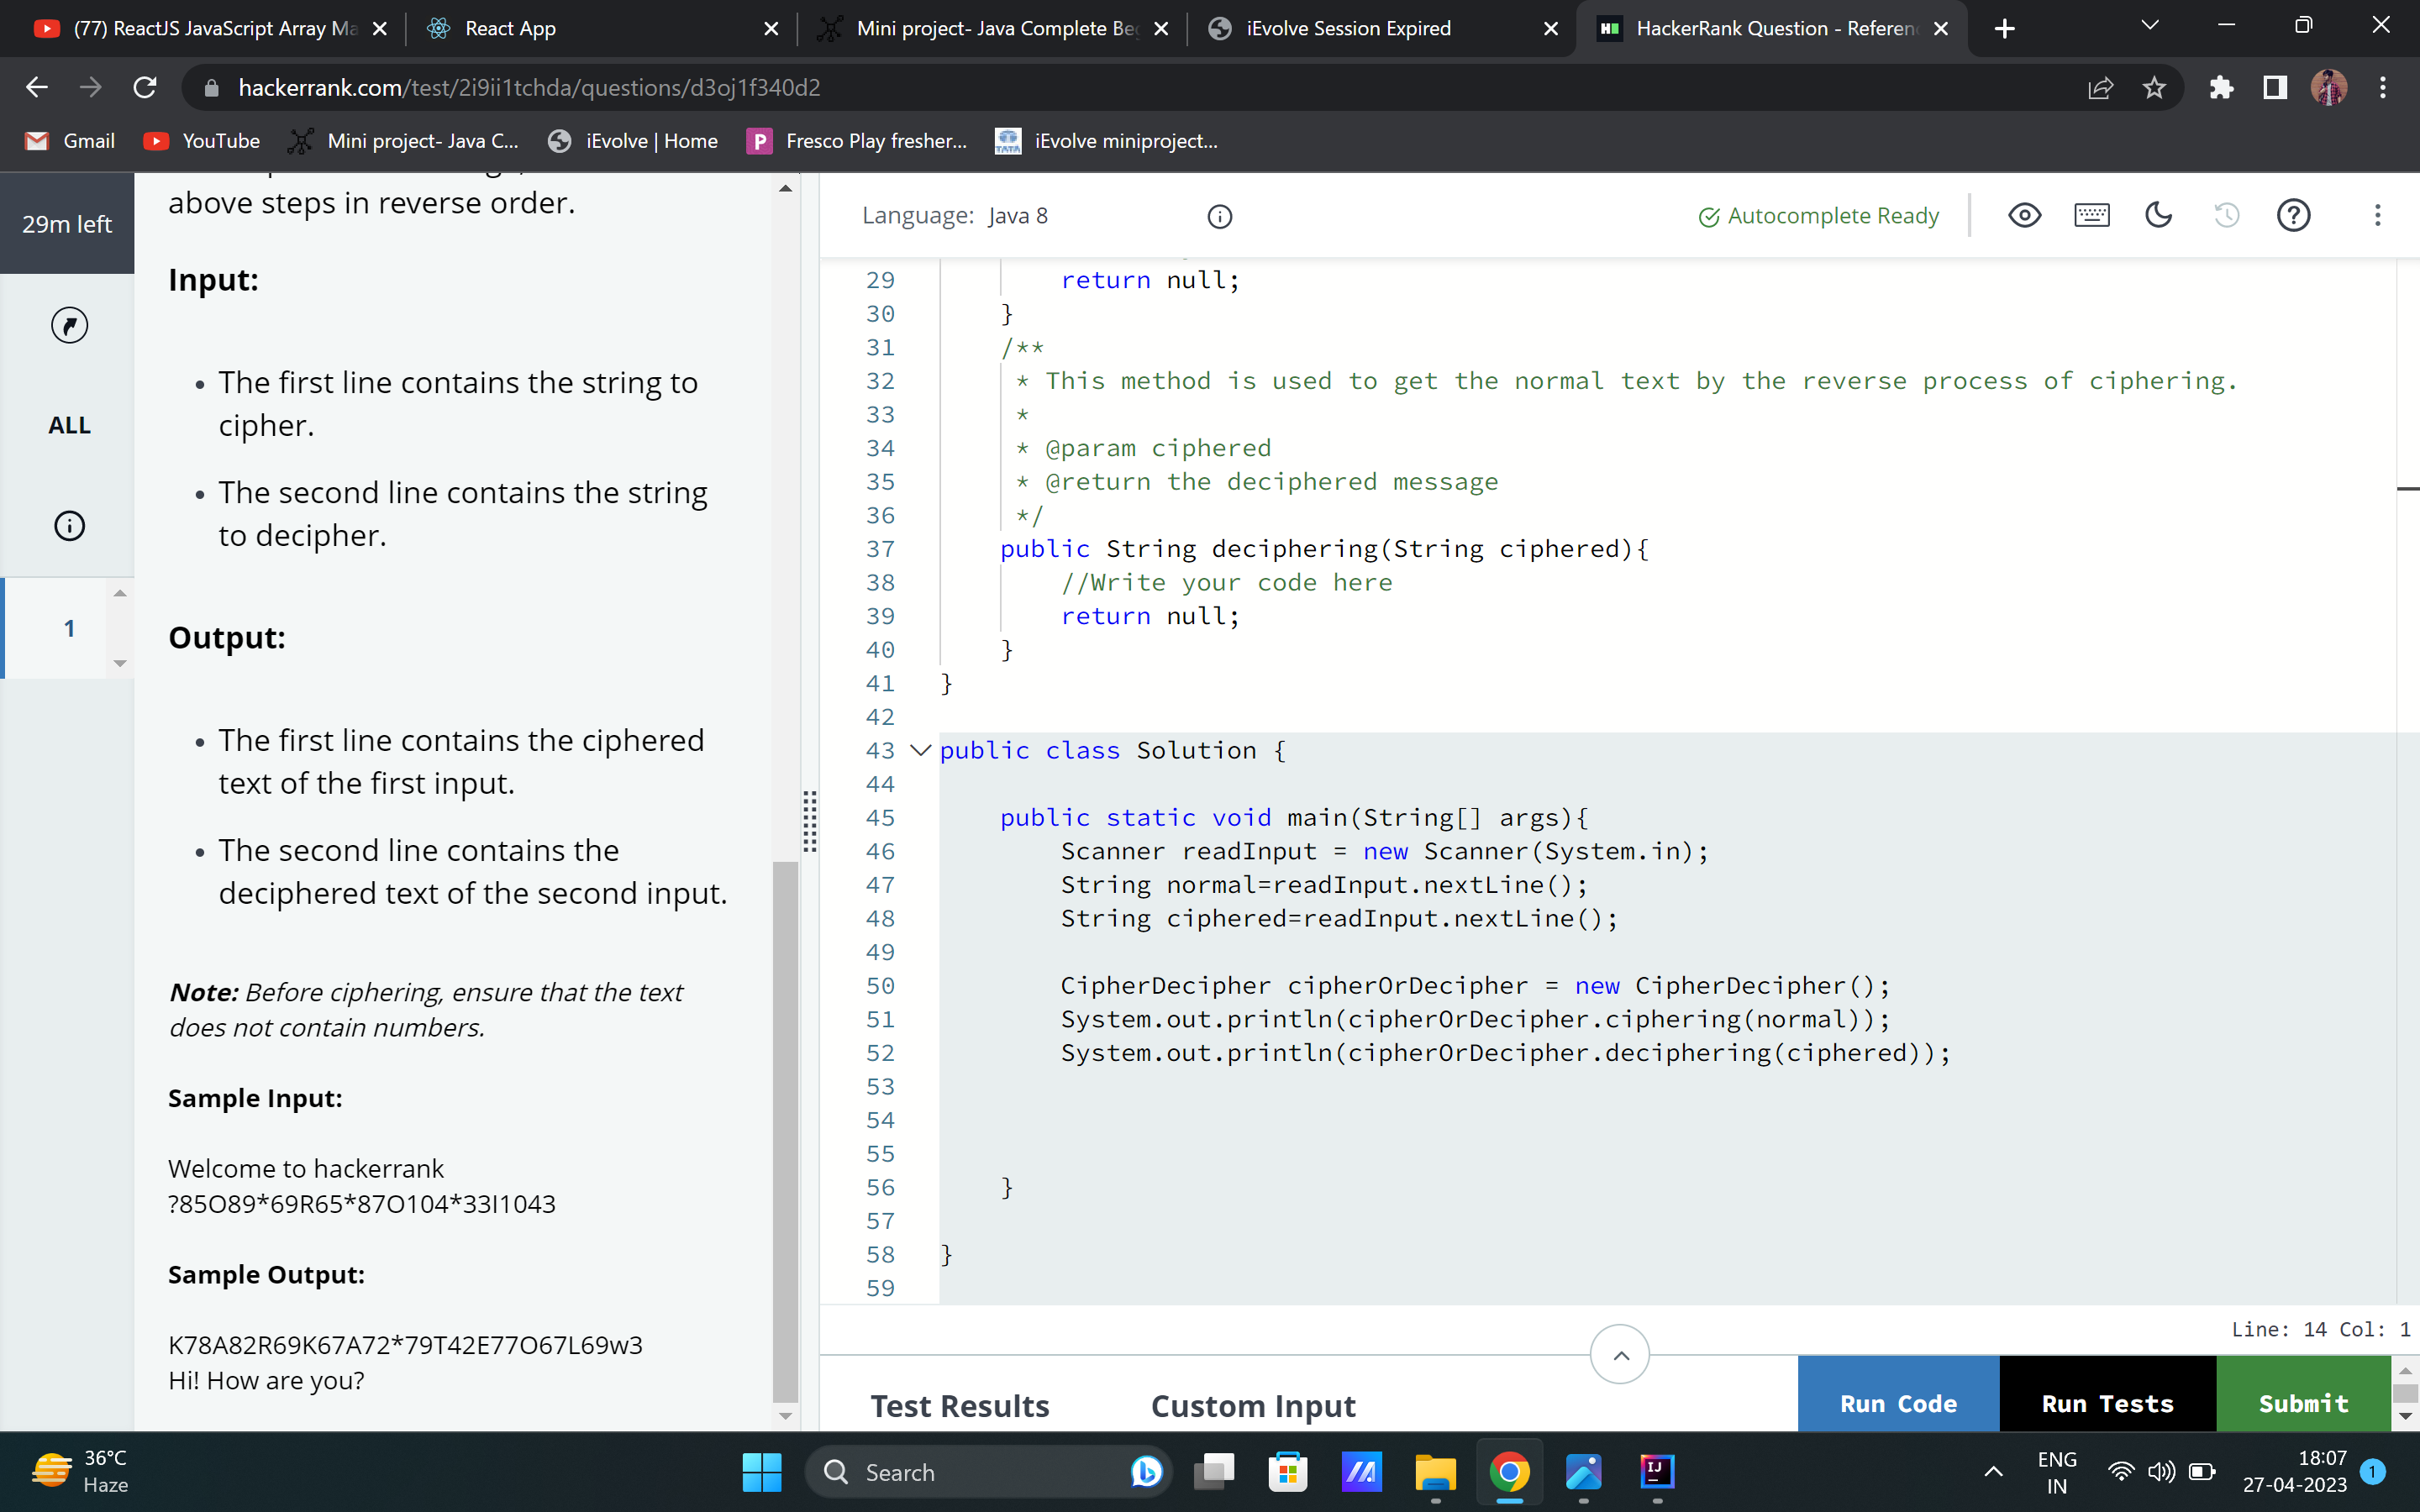 (77) ReactJS JavaScript Array Ma
React App
Mini project- Java Complete Be
iEvolve Session Expired
HackerRank Question - Referen
hackerrank.com/test/2i9ii1tchda/questions/d3oj1f340d2
Gmail
YouTube
Mini project- Java C...
iEvolve | Home
Fresco Play fresher...
iEvolve miniproject...
29m left
ALL
1
above steps in reverse order.
Input:
• The first line contains the string to
cipher.
• The second line contains the string
to decipher.
Output:
• The first line contains the ciphered
text of the first input.
• The second line contains the
deciphered text of the second input.
Note: Before ciphering, ensure that the text
does not contain numbers.
Sample Input:
Welcome to hackerrank
?85O89*69R65*87O104*33I1043
Sample Output:
K78A82R69K67A72*79T42E77O67L69w3
Hi! How are you?
Language: Java 8
Autocomplete Ready
29 return null;
30 }
31 /**
32 * This method is used to get the normal text by the reverse process of ciphering.
33 *
34 * @param ciphered
35 * @return the deciphered message
36 */
37 public String deciphering(String ciphered){
38 //Write your code here
39 return null;
40 }
41 }
42
43 public class Solution {
44
45 public static void main(String[] args){
46 Scanner readInput = new Scanner(System.in);
47 String normal=readInput.nextLine();
48 String ciphered=readInput.nextLine();
49
50 CipherDecipher cipherOrDecipher = new CipherDecipher();
51 System.out.println(cipherOrDecipher.ciphering(normal));
52 System.out.println(cipherOrDecipher.deciphering(ciphered));
53
54
55
56 }
57
58 }
59
Line: 14 Col: 1
Test Results
Custom Input
Run Code
Run Tests
Submit
36°C
Haze
Search
ENG
IN
18:07
27-04-2023
1